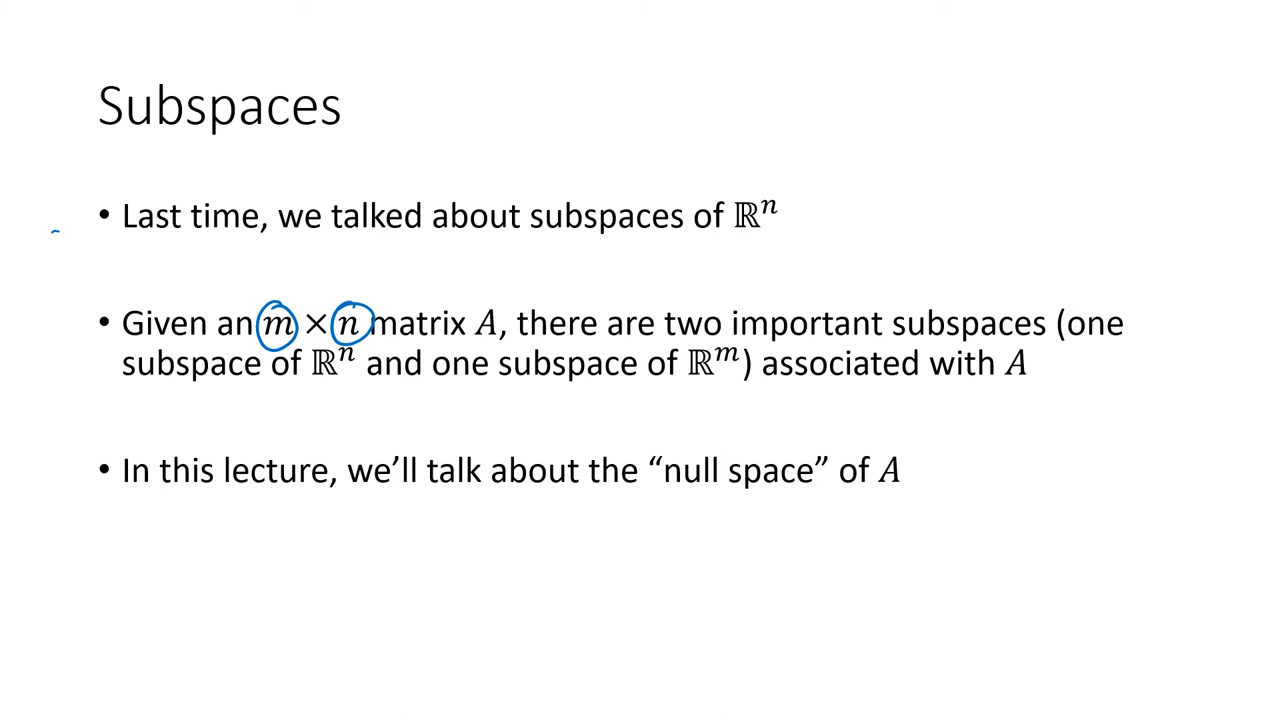 Subspaces
• Last time, we talked about subspaces of ℝⁿ
• Given an m × n matrix A, there are two important subspaces (one
subspace of ℝⁿ and one subspace of ℝᵐ) associated with A
• In this lecture, we’ll talk about the “null space” of A